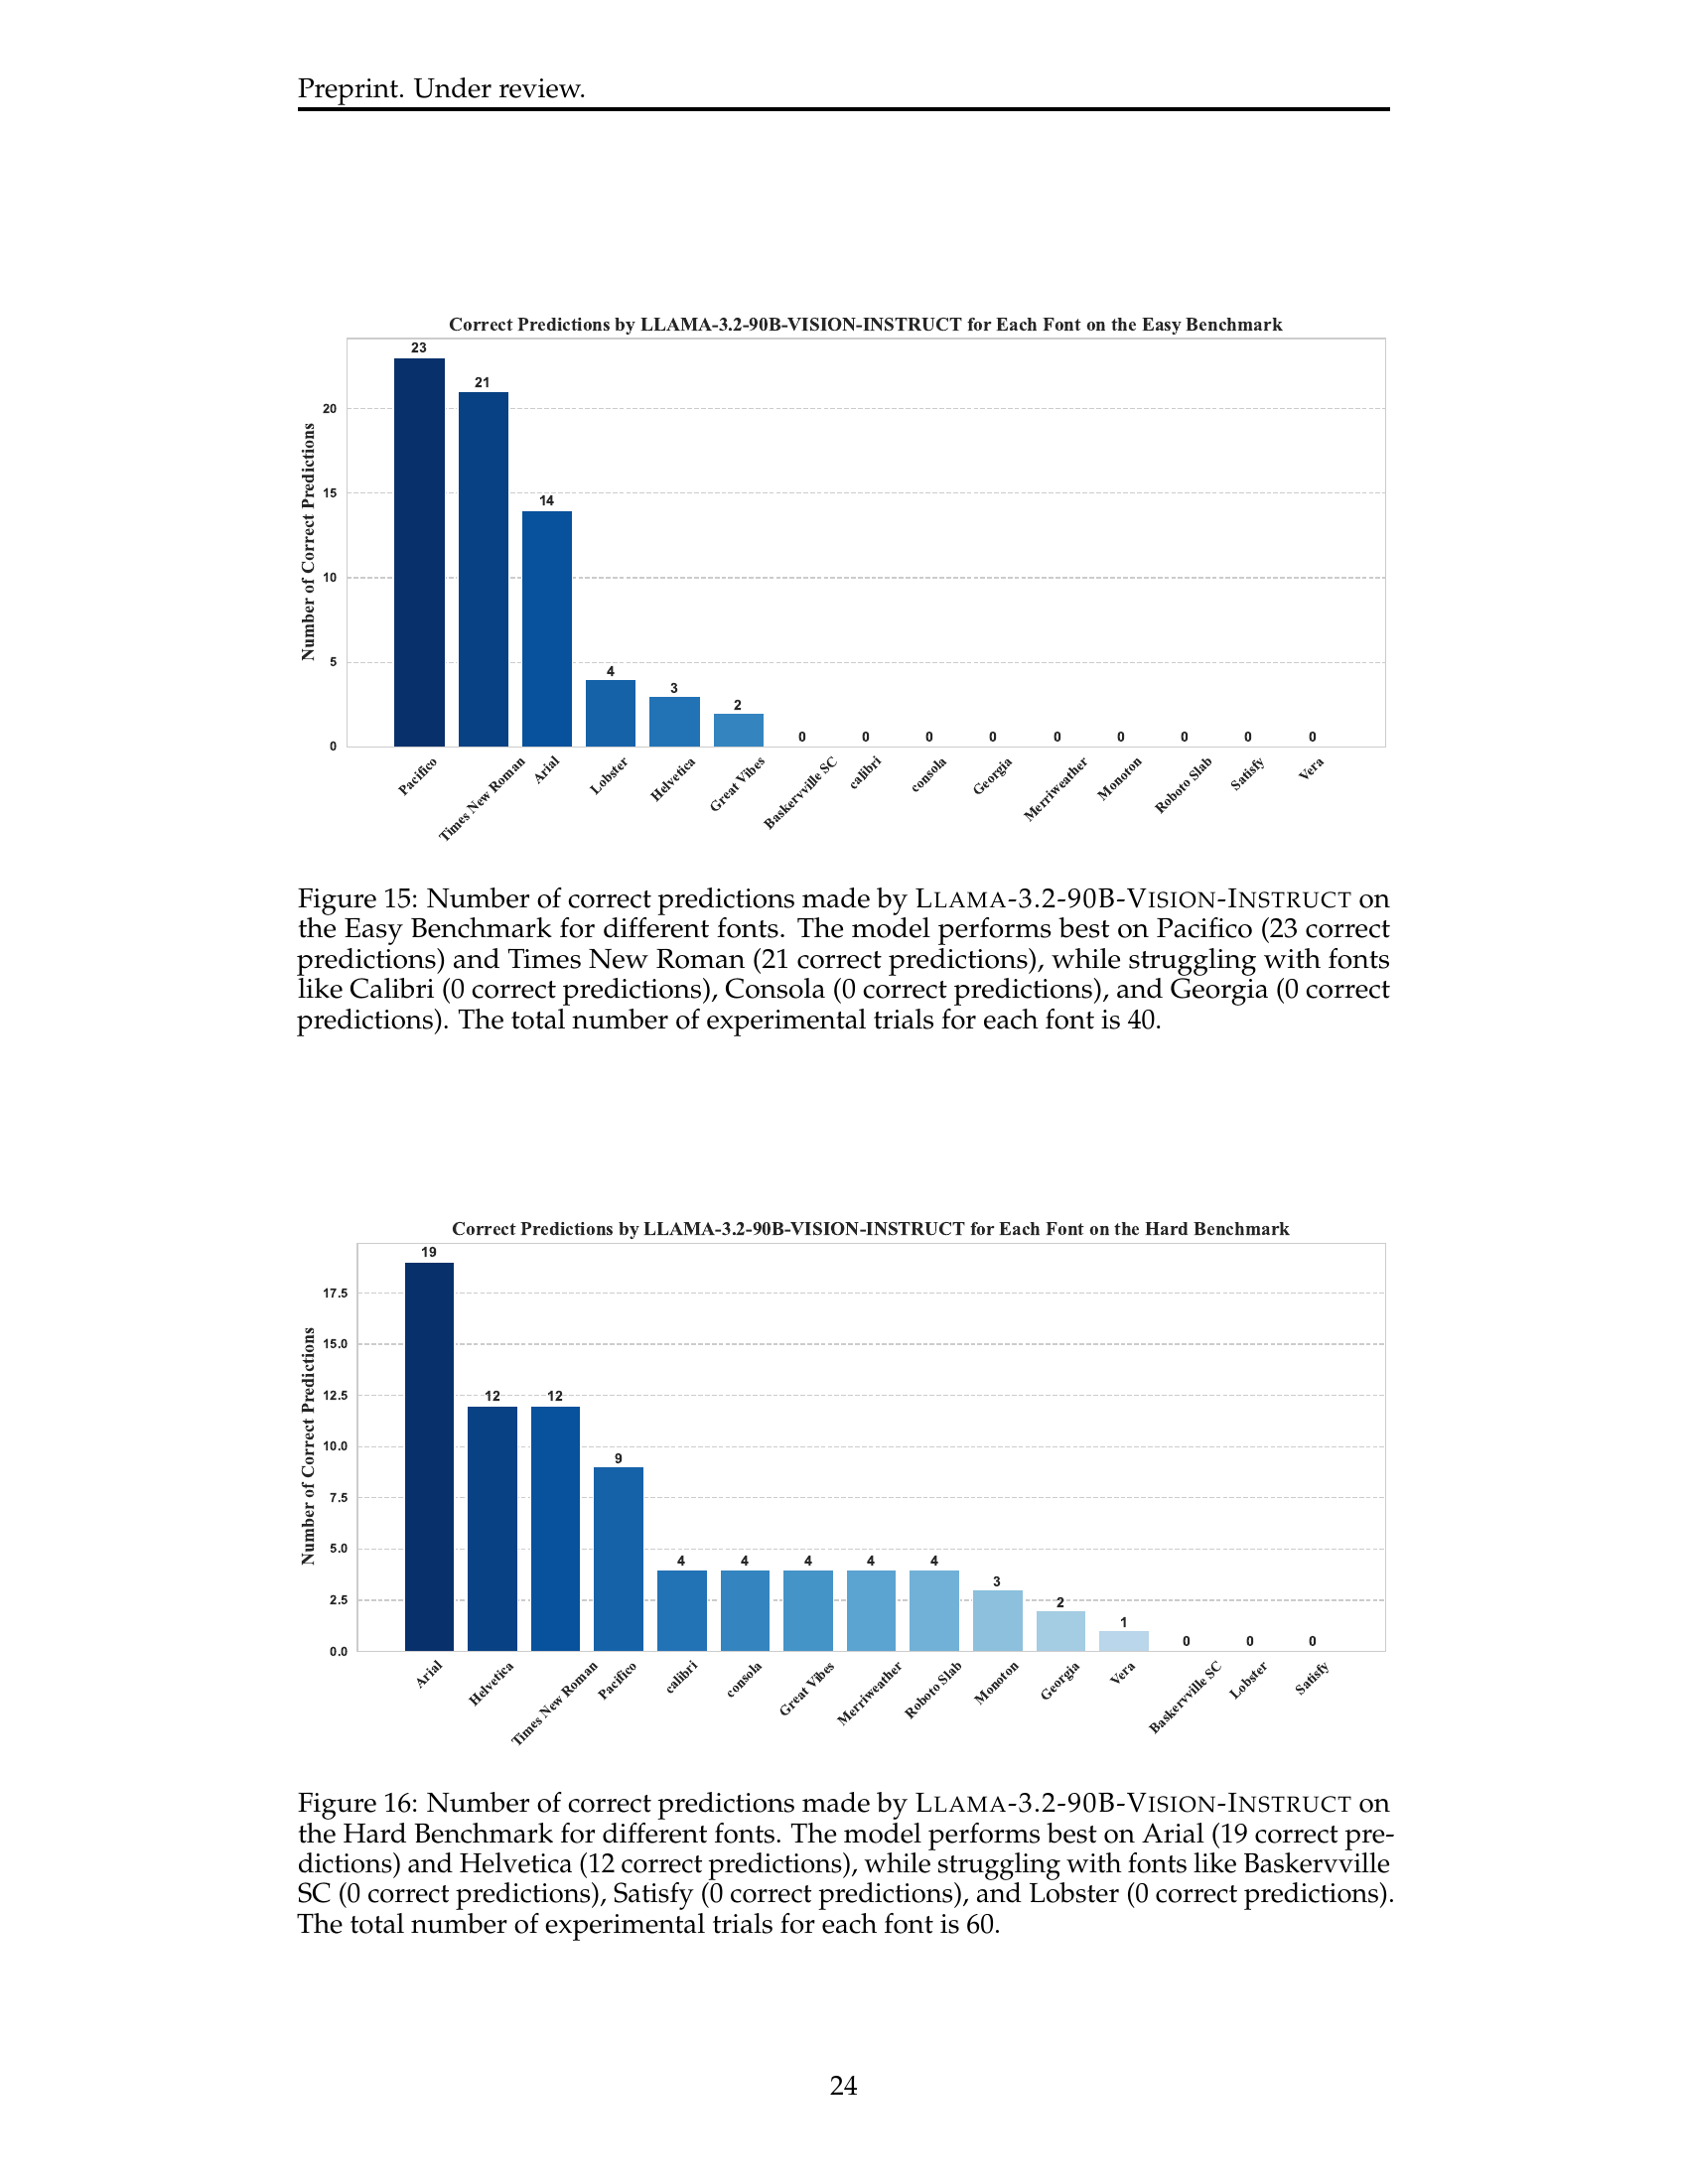 Preprint. Under review.
Correct Predictions by LLAMA-3.2-90B-VISION-INSTRUCT for Each Font on the Easy Benchmark
Number of Correct Predictions
20
15
10
5
0
23
21
14
4
3
2
0
0
0
0
0
0
0
0
0
Pacifico
Times New Roman
Arial
Lobster
Helvetica
Great Vibes
Baskervville SC
calibri
consola
Georgia
Merriweather
Monoton
Roboto Slab
Satisfy
Vera
Figure 15: Number of correct predictions made by LLAMA-3.2-90B-VISION-INSTRUCT on
the Easy Benchmark for different fonts. The model performs best on Pacifico (23 correct
predictions) and Times New Roman (21 correct predictions), while struggling with fonts
like Calibri (0 correct predictions), Consola (0 correct predictions), and Georgia (0 correct
predictions). The total number of experimental trials for each font is 40.
Correct Predictions by LLAMA-3.2-90B-VISION-INSTRUCT for Each Font on the Hard Benchmark
Number of Correct Predictions
17.5
15.0
12.5
10.0
7.5
5.0
2.5
0.0
19
12
12
9
4
4
4
4
4
3
2
1
0
0
0
Arial
Helvetica
Times New Roman
Pacifico
calibri
consola
Great Vibes
Merriweather
Roboto Slab
Monoton
Georgia
Vera
Baskervville SC
Lobster
Satisfy
Figure 16: Number of correct predictions made by LLAMA-3.2-90B-VISION-INSTRUCT on
the Hard Benchmark for different fonts. The model performs best on Arial (19 correct pre-
dictions) and Helvetica (12 correct predictions), while struggling with fonts like Baskervville
SC (0 correct predictions), Satisfy (0 correct predictions), and Lobster (0 correct predictions).
The total number of experimental trials for each font is 60.
24